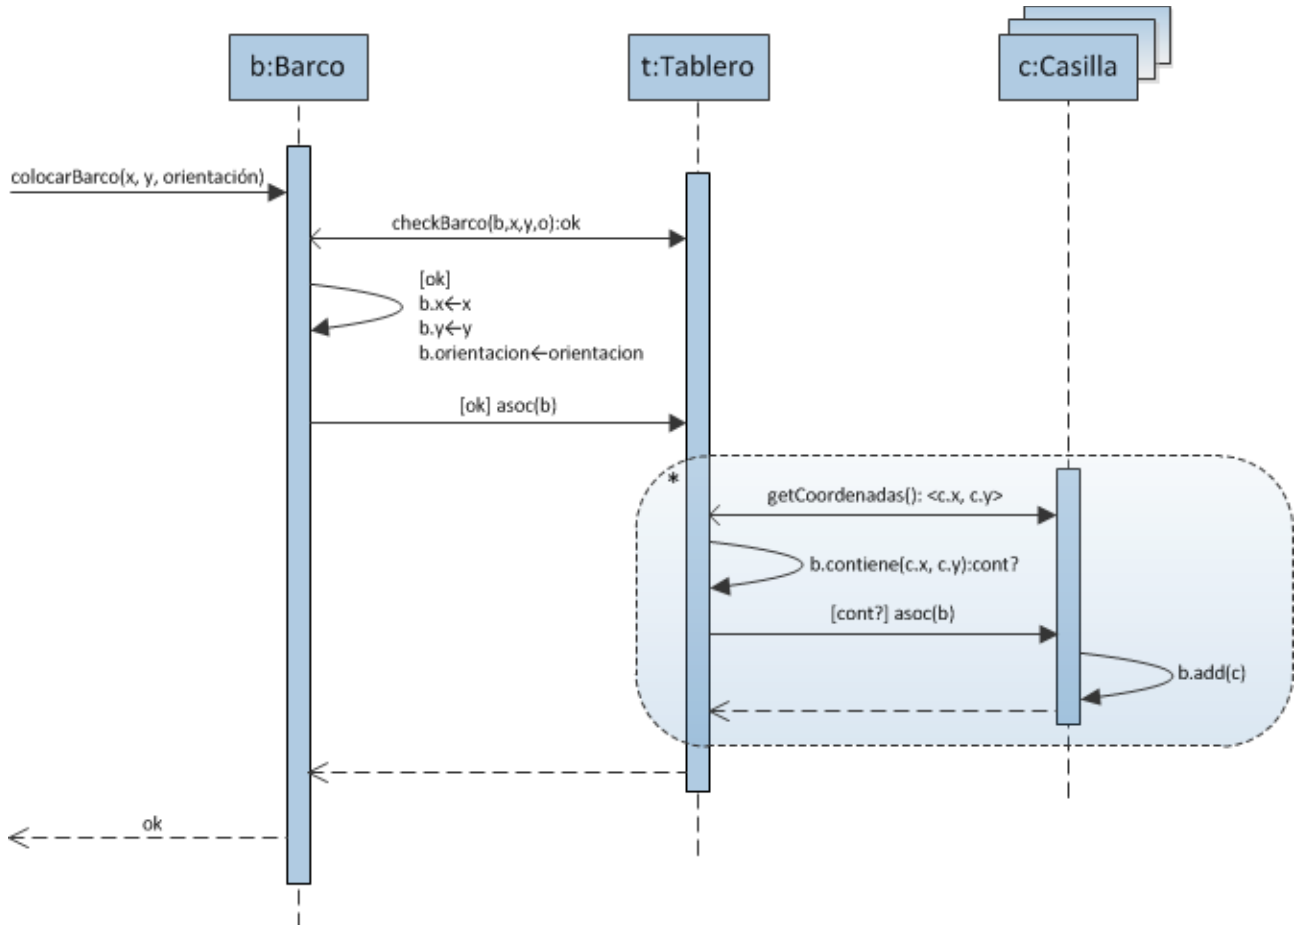 b:Barco
t:Tablero
c:Casilla
colocarBarco(x, y, orientación)
checkBarco(b,x,y,o):ok
[ok]
b.x←x
b.y←y
b.orientacion←orientacion
[ok] asoc(b)
*
getCoordenadas(): <c.x, c.y>
b.contiene(c.x, c.y):cont?
[cont?] asoc(b)
b.add(c)
ok